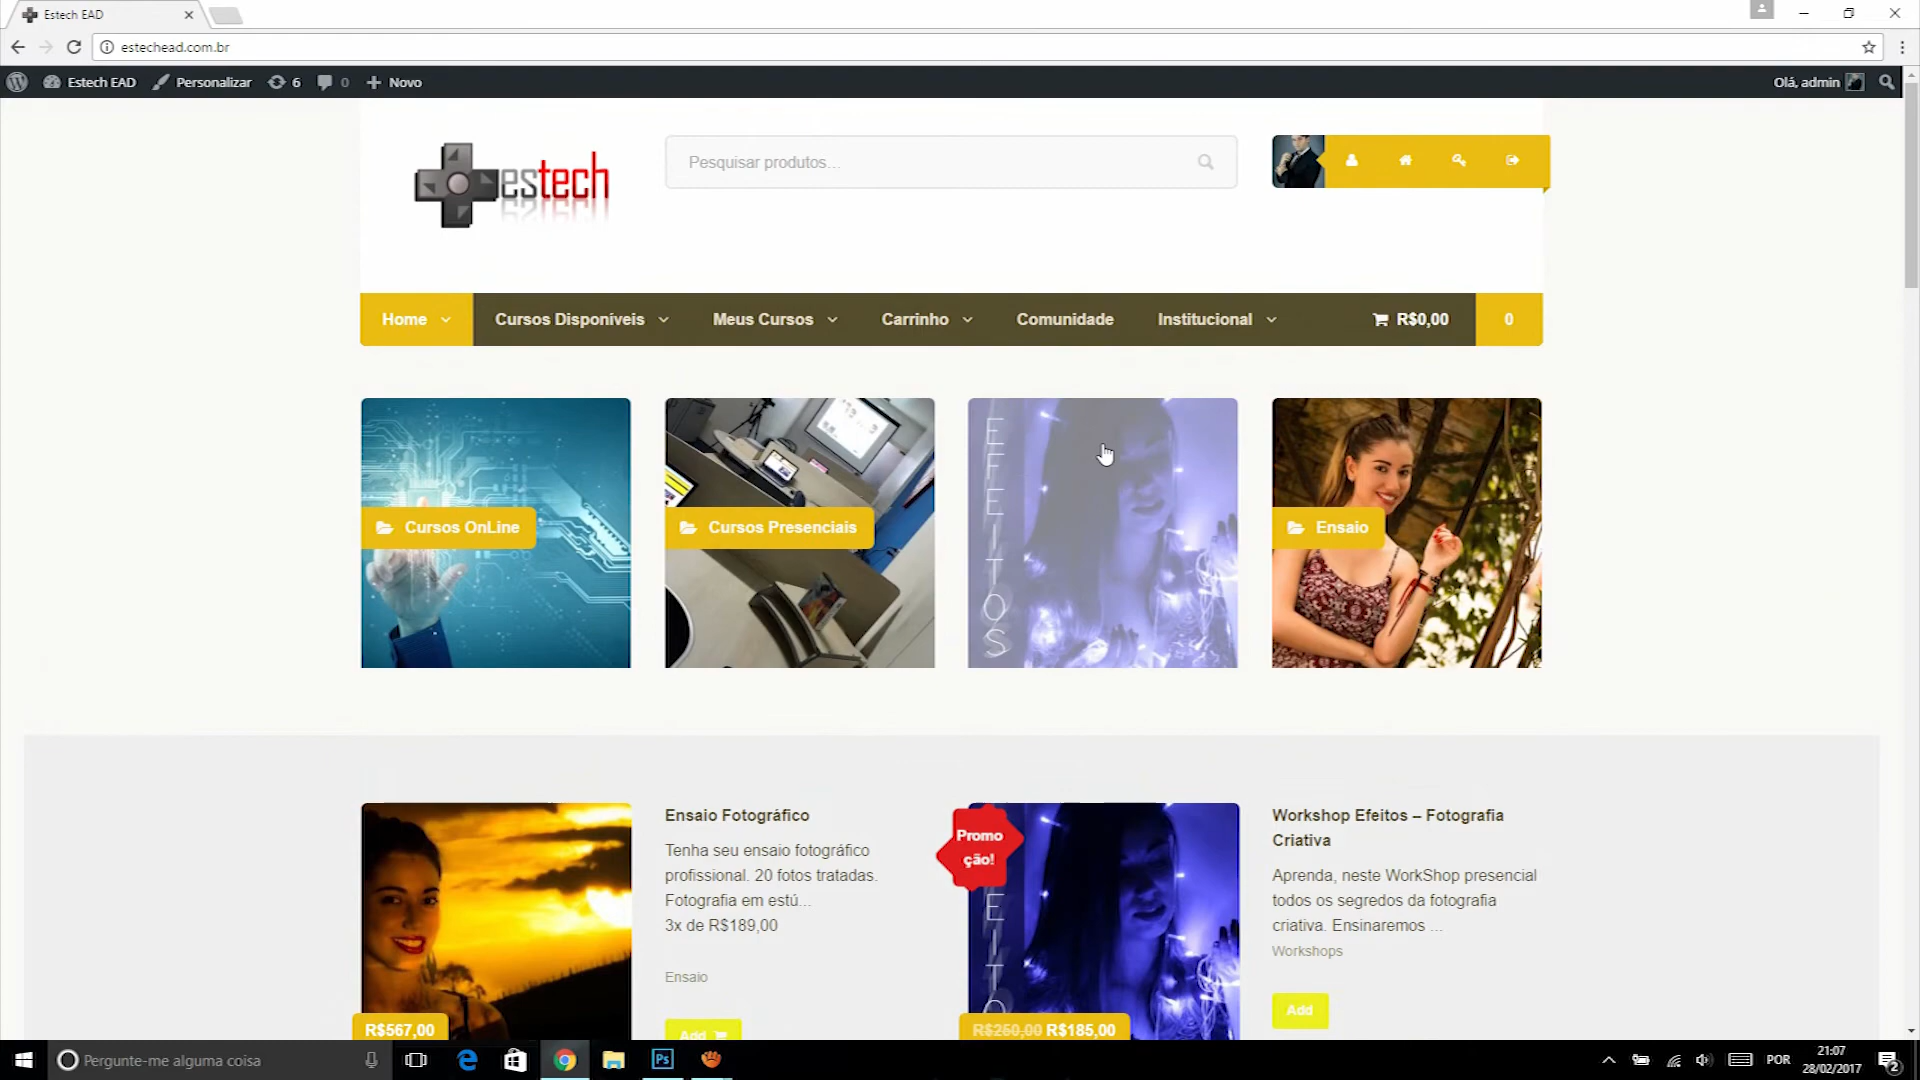 Estech EAD
estechead.com.br
Estech EAD Personalizar 6 0 Novo Olá, admin
estech
Pesquisar produtos...
Home Cursos Disponíveis Meus Cursos Carrinho Comunidade Institucional R$0,00 0
EFEITOS
Cursos OnLine
Cursos Presenciais
Ensaio
Ensaio Fotográfico
Tenha seu ensaio fotográfico
profissional. 20 fotos tratadas.
Fotografia em estú...
3x de R$189,00
Ensaio
Add
R$567,00
Promo
ção!
EITO
R$250,00 R$185,00
Workshop Efeitos – Fotografia
Criativa
Aprenda, neste WorkShop presencial
todos os segredos da fotografia
criativa. Ensinaremos ...
Workshops
Add
Pergunte-me alguma coisa
Ps
POR
21:07
28/02/2017
2